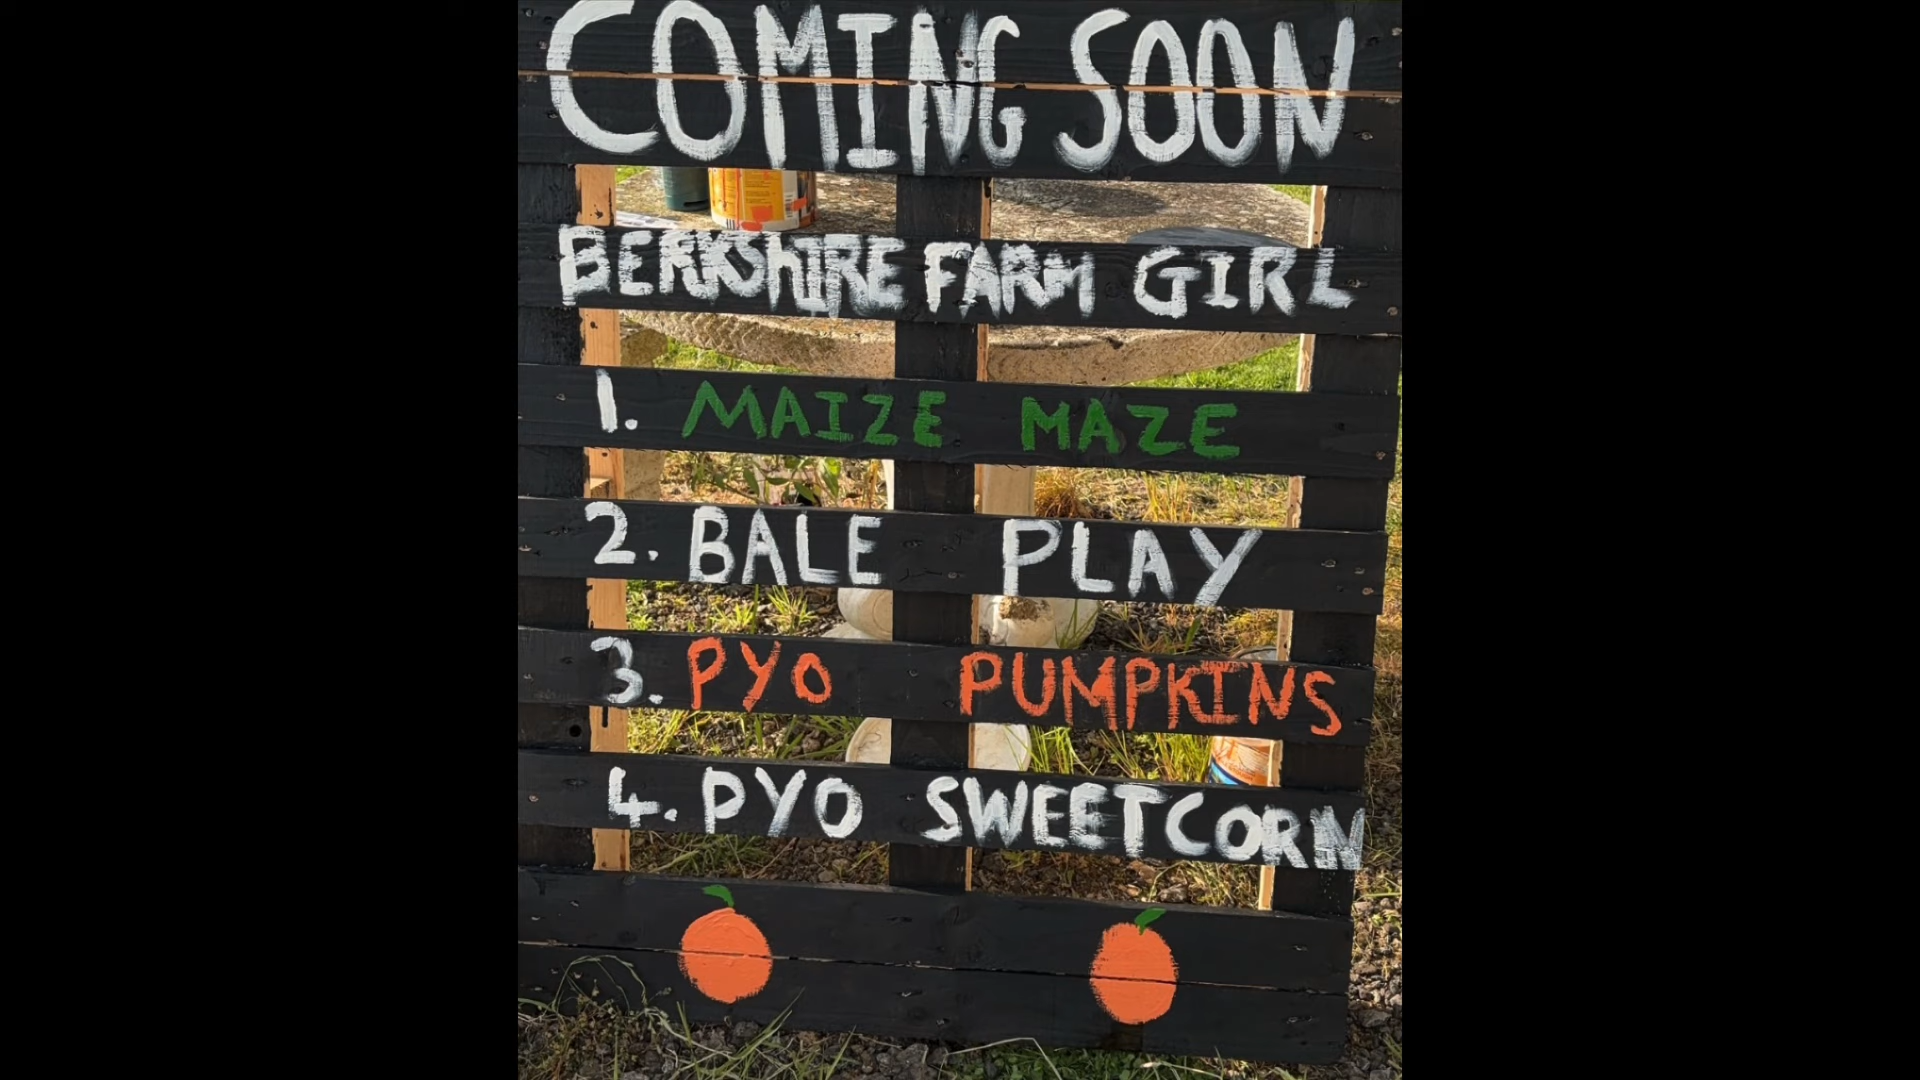 COMING SOON
BERKSHIRE FARM GIRL
1. MAIZE MAZE
2. BALE PLAY
3. PYO PUMPKINS
4. PYO SWEETCORN